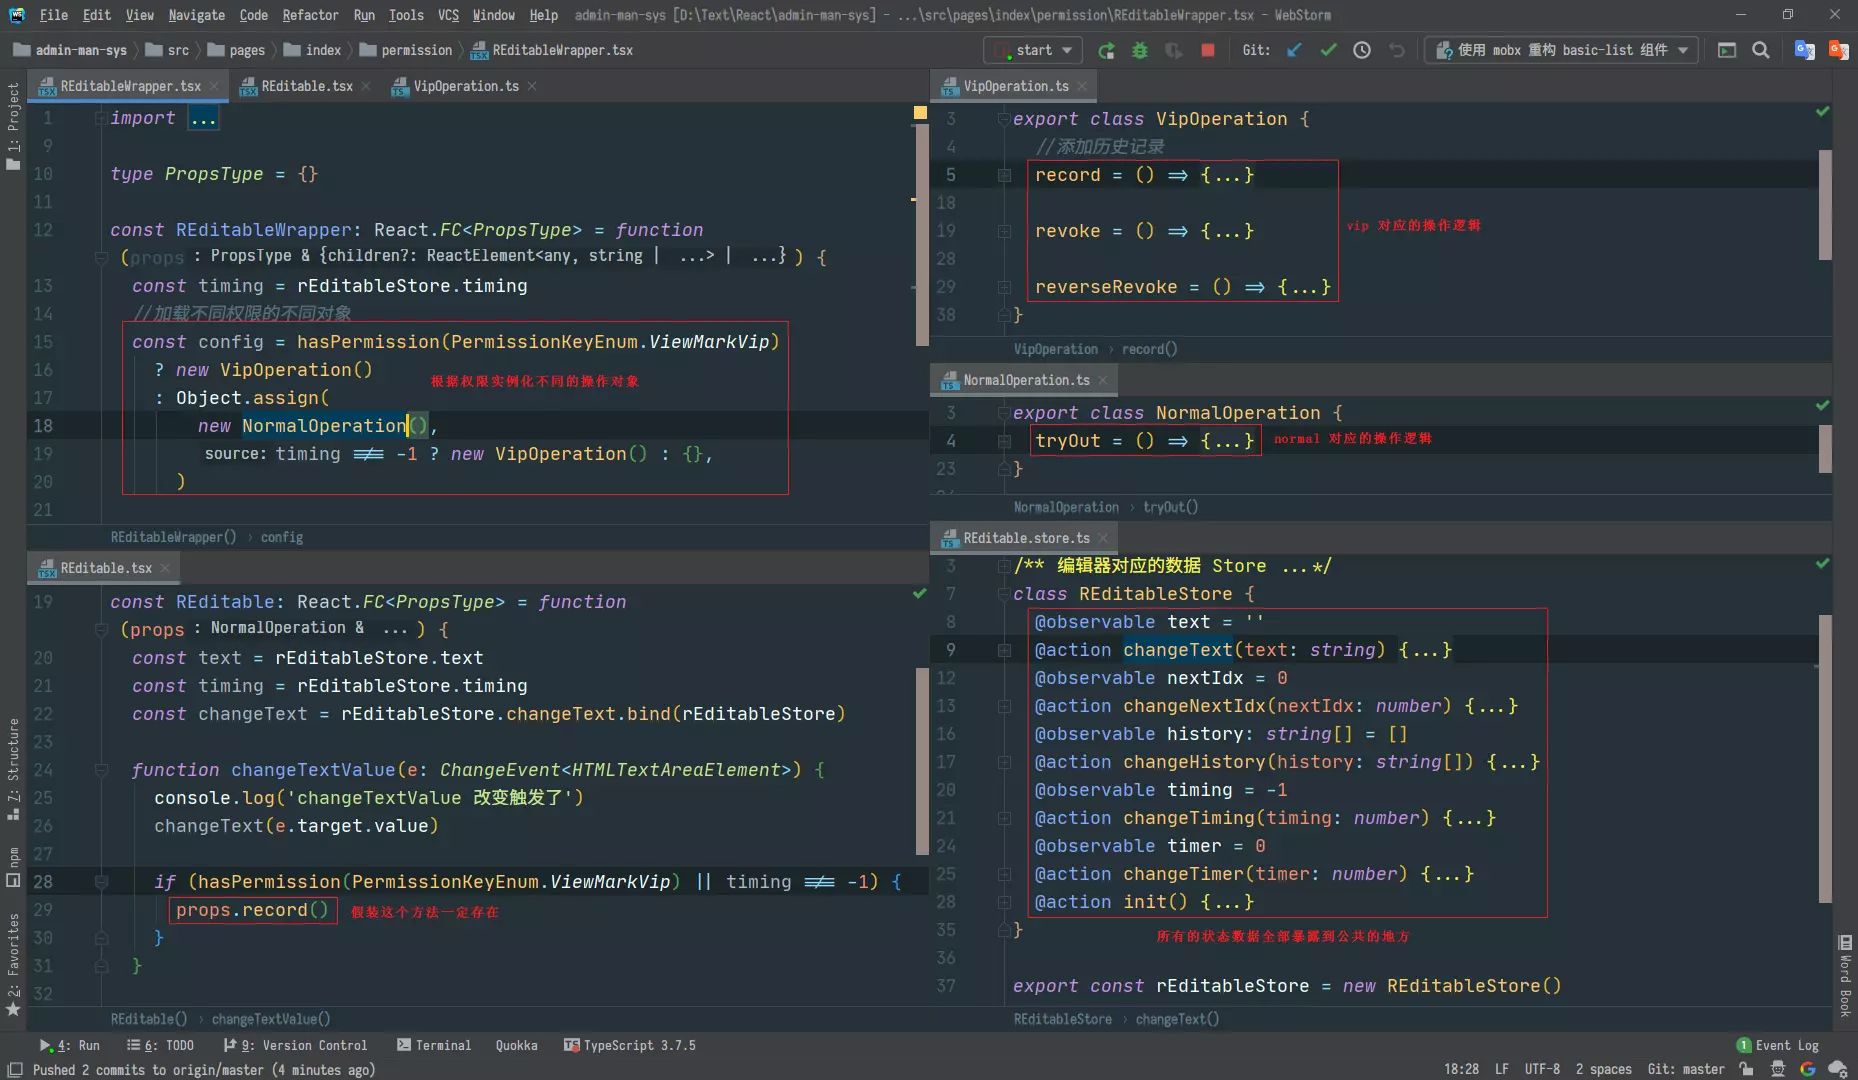 File Edit View Navigate Code Refactor Run Tools VCS Window Help admin-man-sys [D:\Text\React\admin-man-sys] - ...\src\pages\index\permission\REditableWrapper.tsx - WebStorm
admin-man-sys src pages index permission REditableWrapper.tsx start Git: 使用 mobx 重构 basic-list 组件
1: Project
7: Structure
npm
2: Favorites
REditableWrapper.tsx REditable.tsx VipOperation.ts
1 import ...
9
10 type PropsType = {}
11
12 const REditableWrapper: React.FC<PropsType> = function
(props : PropsType & {children?: ReactElement<any, string | ...> | ...} ) {
13 const timing = rEditableStore.timing
14 //加载不同权限的不同对象
15 const config = hasPermission(PermissionKeyEnum.ViewMarkVip)
16 ? new VipOperation()
根据权限实例化不同的操作对象
17 : Object.assign(
18 new NormalOperation(),
19 source: timing !== -1 ? new VipOperation() : {},
20 )
21
REditableWrapper() › config
REditable.tsx
19 const REditable: React.FC<PropsType> = function
(props : NormalOperation & ... ) {
20 const text = rEditableStore.text
21 const timing = rEditableStore.timing
22 const changeText = rEditableStore.changeText.bind(rEditableStore)
23
24 function changeTextValue(e: ChangeEvent<HTMLTextAreaElement>) {
25 console.log('changeTextValue 改变触发了')
26 changeText(e.target.value)
27
28 if (hasPermission(PermissionKeyEnum.ViewMarkVip) || timing !== -1) {
29 props.record() 假装这个方法一定存在
30 }
31 }
32
REditable() › changeTextValue()
VipOperation.ts
3 export class VipOperation {
4 //添加历史记录
5 record = () => {...}
18
19 revoke = () => {...}
vip 对应的操作逻辑
28
29 reverseRevoke = () => {...}
38 }
VipOperation › record()
NormalOperation.ts
3 export class NormalOperation {
4 tryOut = () => {...} normal 对应的操作逻辑
23 }
NormalOperation › tryOut()
REditable.store.ts
3 /** 编辑器对应的数据 Store ...*/
7 class REditableStore {
8 @observable text = ''
9 @action changeText(text: string) {...}
12 @observable nextIdx = 0
13 @action changeNextIdx(nextIdx: number) {...}
16 @observable history: string[] = []
17 @action changeHistory(history: string[]) {...}
20 @observable timing = -1
21 @action changeTiming(timing: number) {...}
24 @observable timer = 0
25 @action changeTimer(timer: number) {...}
28 @action init() {...}
35 }
所有的状态数据全部暴露到公共的地方
36
37 export const rEditableStore = new REditableStore()
REditableStore › changeText()
Word Book
4: Run 6: TODO 9: Version Control Terminal Quokka TypeScript 3.7.5 1 Event Log
Pushed 2 commits to origin/master (4 minutes ago) 18:28 LF UTF-8 2 spaces Git: master